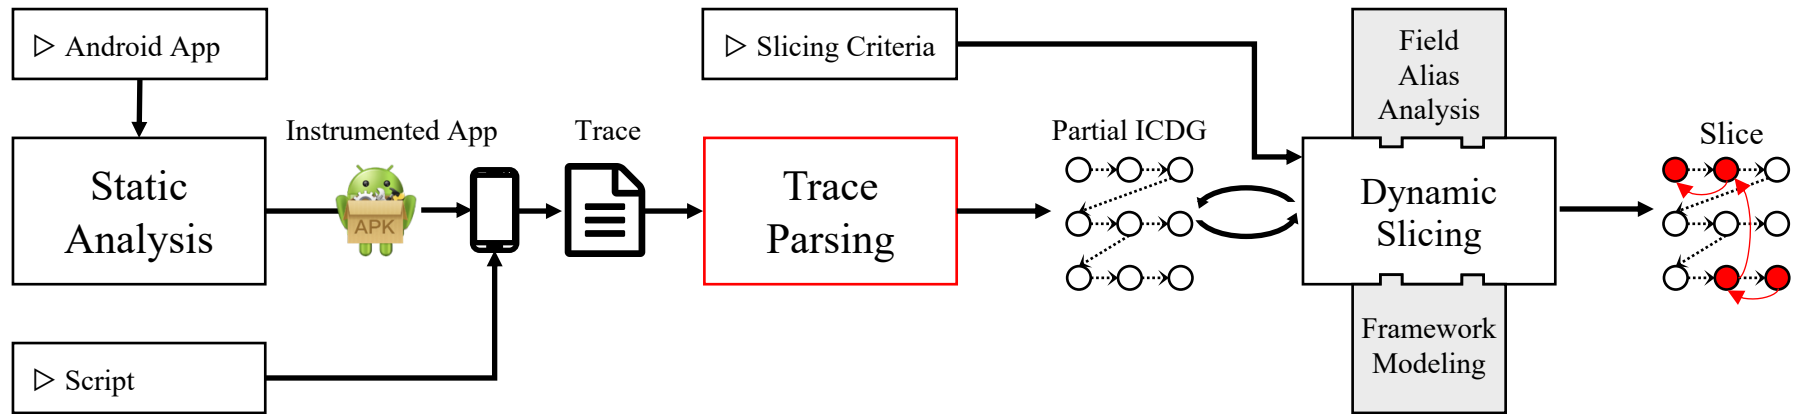 Android App
Slicing Criteria
Field
Alias
Analysis
Instrumented App
Trace
Partial ICDG
Slice
Static
Analysis
APK
Trace
Parsing
Dynamic
Slicing
Script
Framework
Modeling